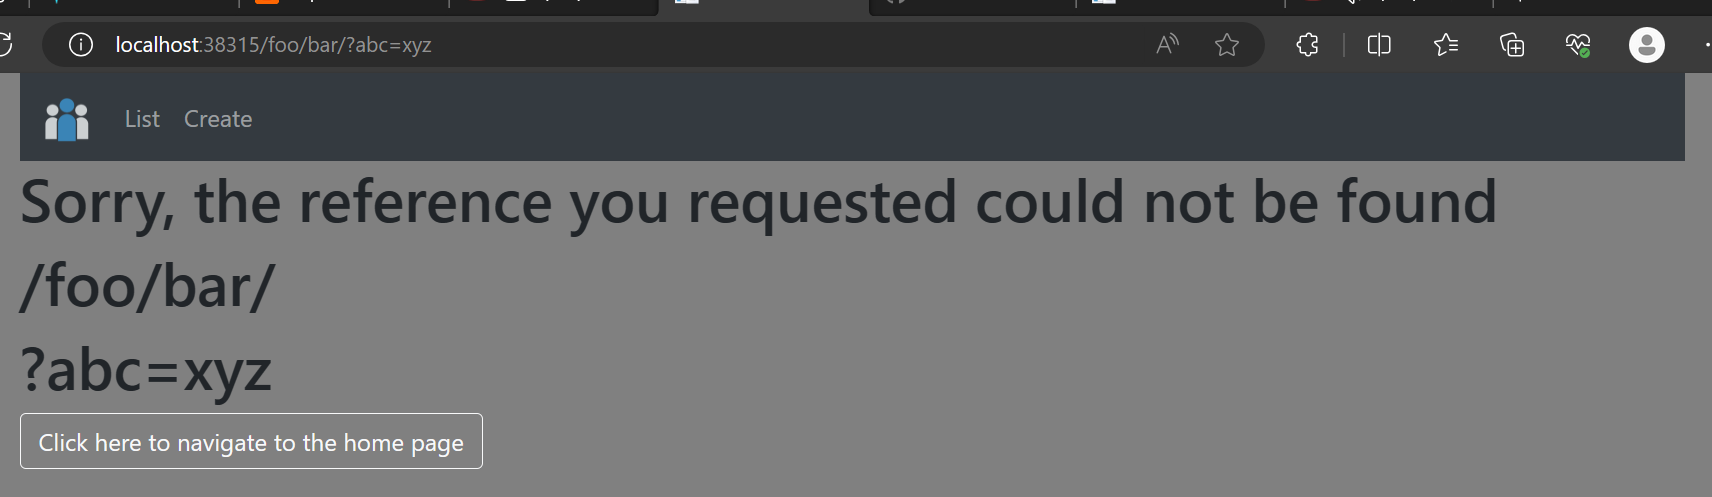 localhost:38315/foo/bar/?abc=xyz
List Create
Sorry, the reference you requested could not be found
/foo/bar/
?abc=xyz
Click here to navigate to the home page